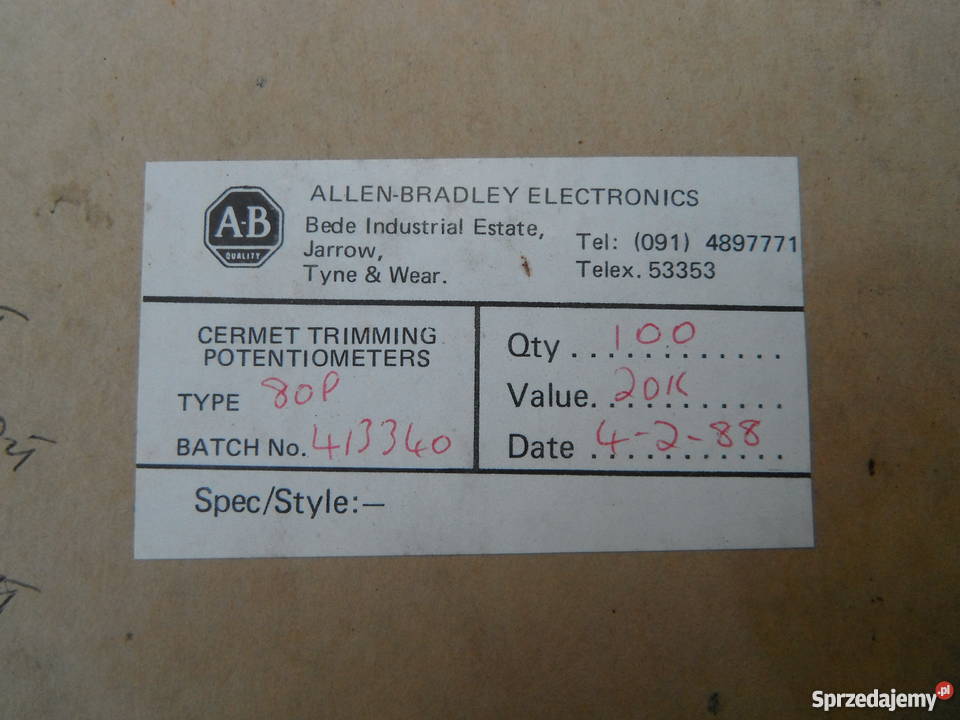 A-B
QUALITY
ALLEN-BRADLEY ELECTRONICS
Bede Industrial Estate,
Jarrow,
Tyne & Wear.
Tel: (091) 4897771
Telex. 53353
CERMET TRIMMING
POTENTIOMETERS
TYPE 80P
BATCH No. 413340
Qty ............ 100
Value............ 20K
Date ............ 4-2-88
Spec/Style:—
Sprzedajemy.pl